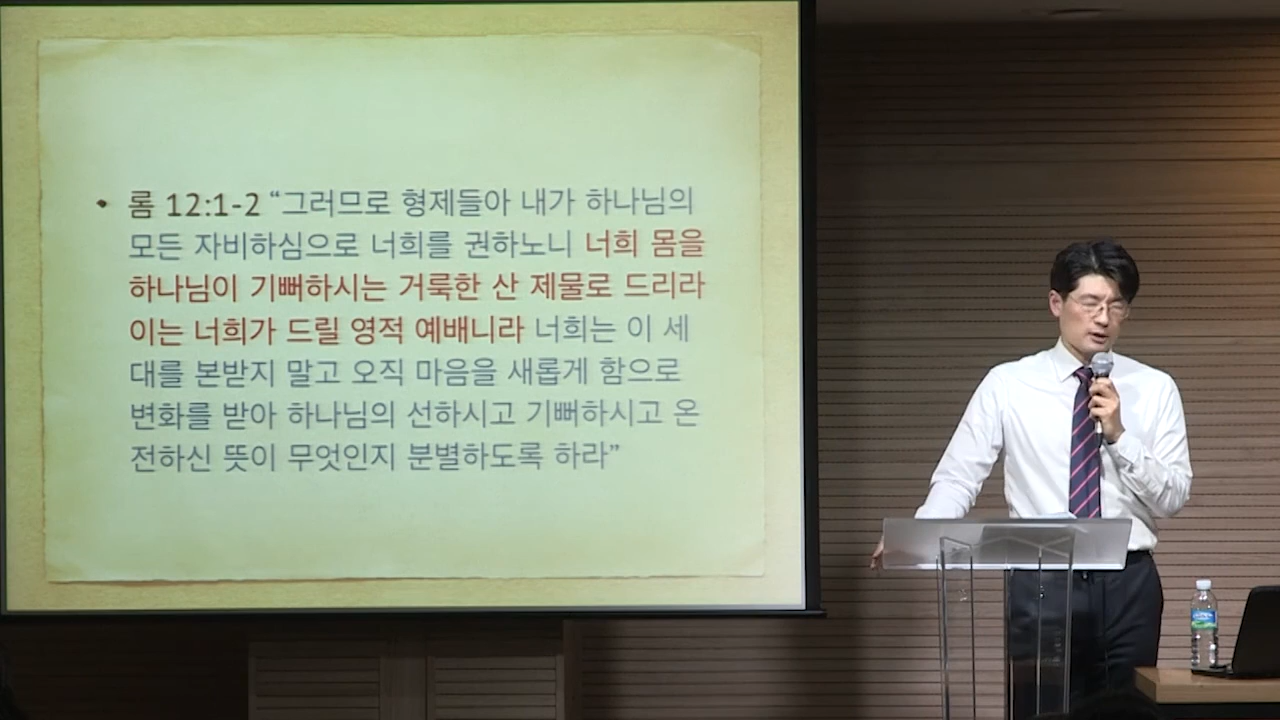 • 롬 12:1-2 “그러므로 형제들아 내가 하나님의
모든 자비하심으로 너희를 권하노니 너희 몸을
하나님이 기뻐하시는 거룩한 산 제물로 드리라
이는 너희가 드릴 영적 예배니라 너희는 이 세
대를 본받지 말고 오직 마음을 새롭게 함으로
변화를 받아 하나님의 선하시고 기뻐하시고 온
전하신 뜻이 무엇인지 분별하도록 하라”